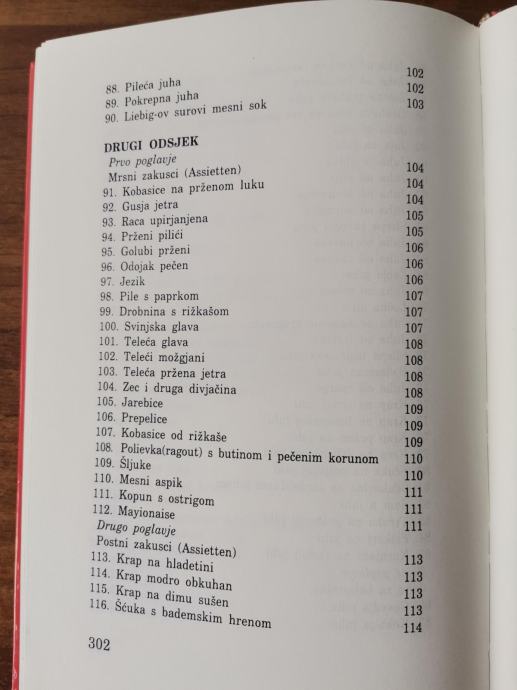 88. Pileća juha 102
89. Pokrepna juha 102
90. Liebig-ov surovi mesni sok 103
DRUGI ODSJEK
Prvo poglavje
Mrsni zakusci (Assietten) 104
91. Kobasice na prženom luku 104
92. Gusja jetra 104
93. Raca upirjanjena 105
94. Prženi pilići 105
95. Golubi prženi 106
96. Odojak pečen 106
97. Jezik 106
98. Pile s paprkom 107
99. Drobnina s rižkašom 107
100. Svinjska glava 107
101. Teleća glava 108
102. Teleći možgjani 108
103. Teleća pržena jetra 108
104. Zec i druga divjačina 108
105. Jarebice 109
106. Prepelice 109
107. Kobasice od rižkaše 109
108. Polievka(ragout) s butinom i pečenim korunom 110
109. Šljuke 110
110. Mesni aspik 111
111. Kopun s ostrigom 111
112. Mayionaise 111
Drugo poglavje
Postni zakusci (Assietten) 113
113. Krap na hladetini 113
114. Krap modro obkuhan 113
115. Krap na dimu sušen 113
116. Šćuka s bademskim hrenom 114
302